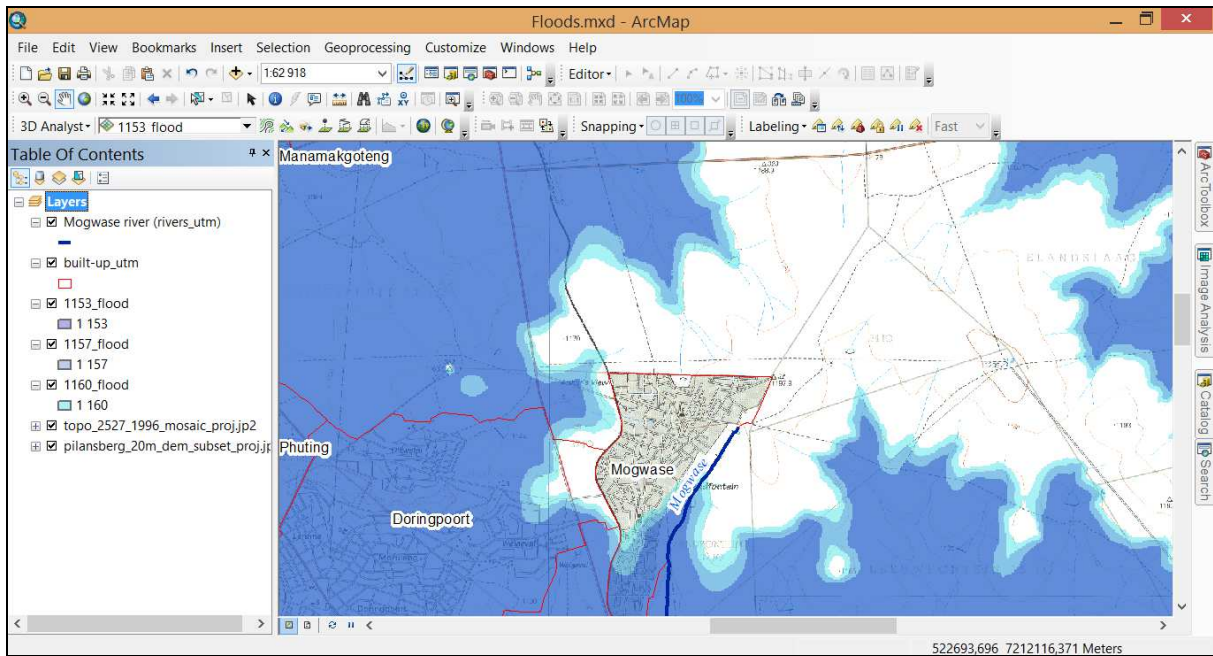 Floods.mxd - ArcMap
File Edit View Bookmarks Insert Selection Geoprocessing Customize Windows Help
1:62 918
Editor
100%
3D Analyst
1153 flood
Snapping
Labeling
Fast
Table Of Contents
Layers
Mogwase river (rivers_utm)
built-up_utm
1153_flood
1 153
1157_flood
1 157
1160_flood
1 160
topo_2527_1996_mosaic_proj.jp2
pilansberg_20m_dem_subset_proj.jp
Manamakgoteng
Phuting
Doringpoort
Mogwase
Mogwase
ArcToolbox
Image Analysis
Catalog
Search
522693,696 7212116,371 Meters